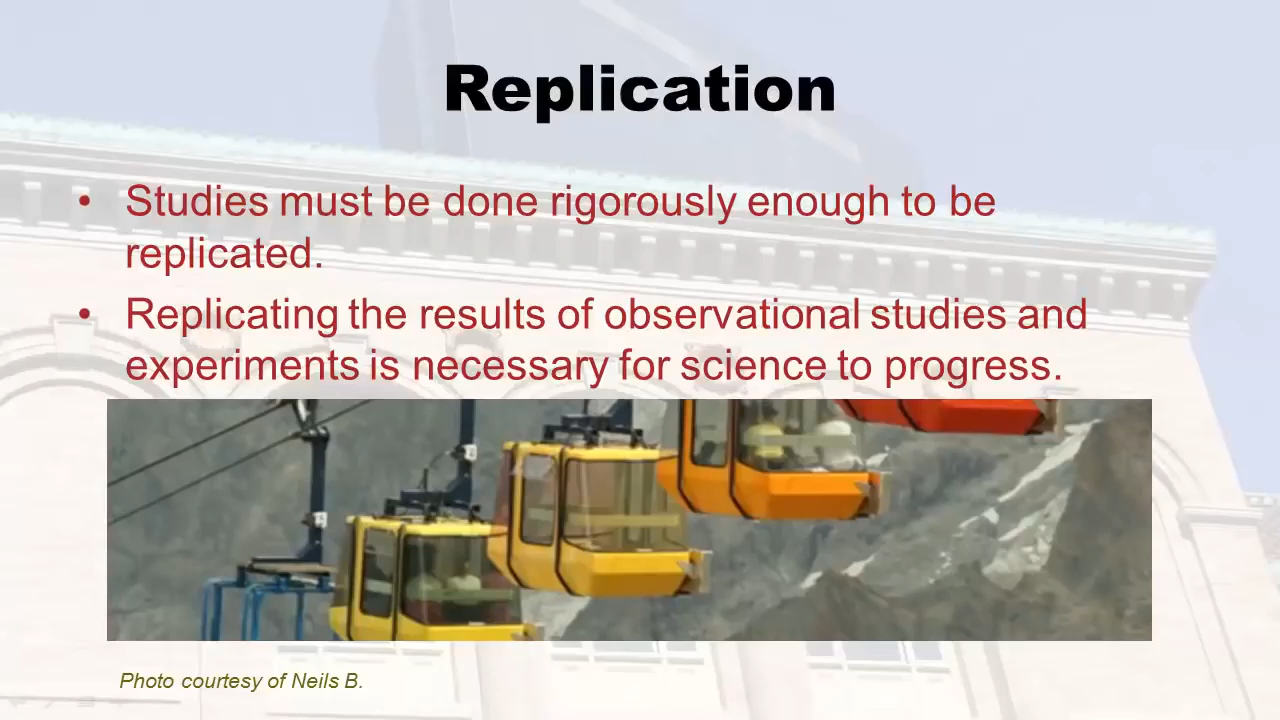 Replication
• Studies must be done rigorously enough to be
replicated.
• Replicating the results of observational studies and
experiments is necessary for science to progress.
Photo courtesy of Neils B.